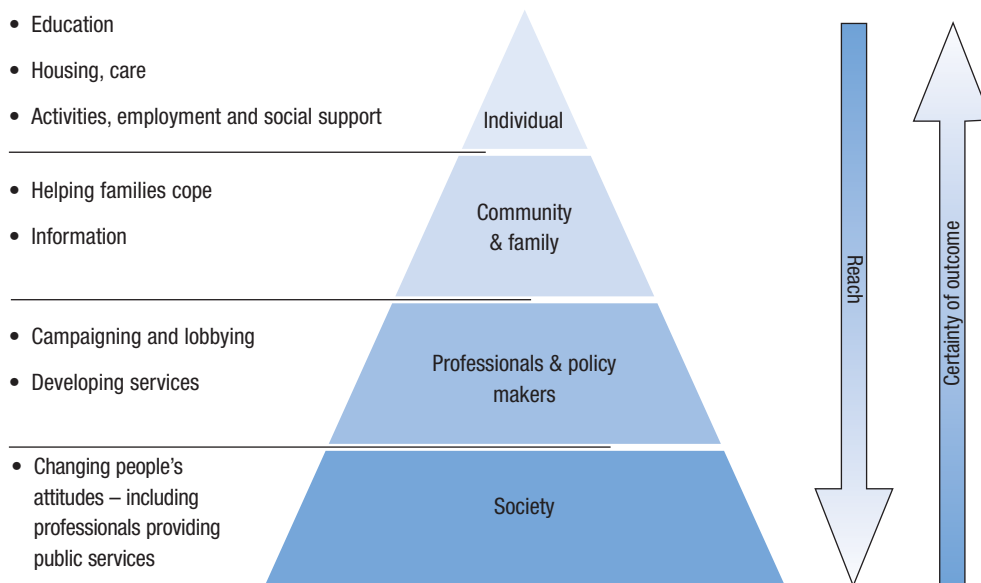 • Education
• Housing, care
• Activities, employment and social support
Individual
• Helping families cope
• Information
Community
& family
• Campaigning and lobbying
• Developing services
Professionals & policy
makers
• Changing people’s
attitudes – including
professionals providing
public services
Society
Reach
Certainty of outcome